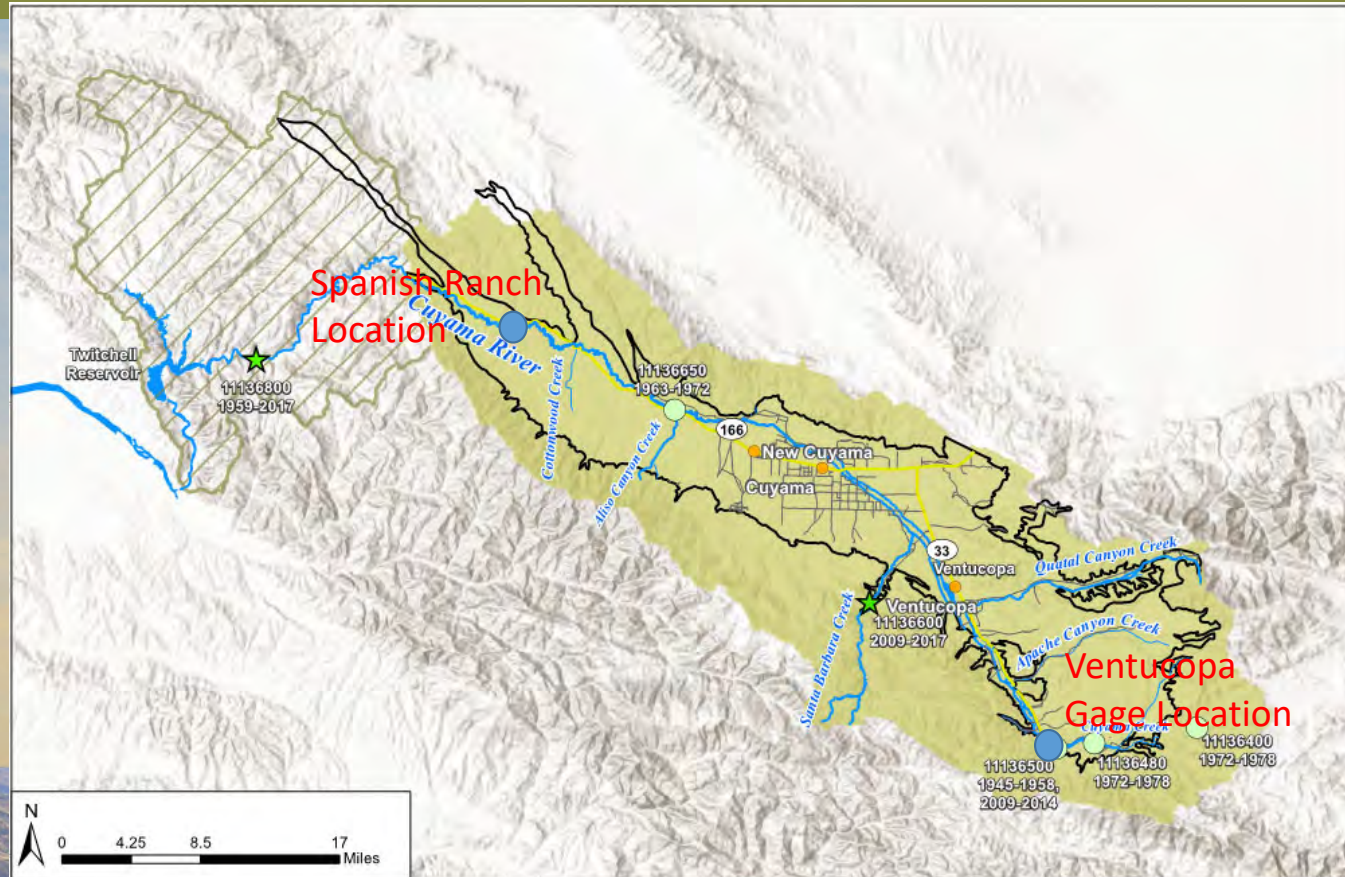 Spanish Ranch
Location
Cuyama River
Twitchell
Reservoir
11136800
1959-2017
Cottonwood Creek
11136650
1963-1972
Aliso Canyon Creek
166
New Cuyama
Cuyama
33
Ventucopa
Quatal Canyon Creek
Santa Barbara Creek
Ventucopa
11136600
2009-2017
Apache Canyon Creek
Ventucopa
Gage Location
Cuyama Creek
11136400
1972-1978
11136500
1945-1958,
2009-2014
11136480
1972-1978
N
0 4.25 8.5 17
Miles